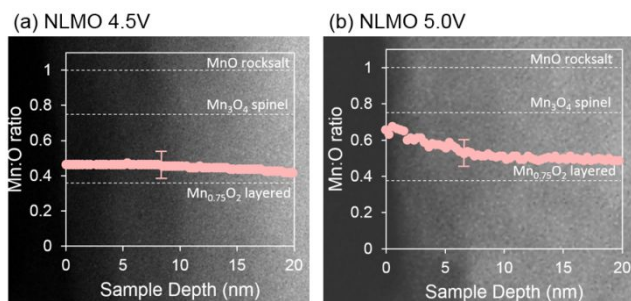 (a) NLMO 4.5V
Mn:O ratio
1
0.8
0.6
0.4
0.2
0
MnO rocksalt
Mn₃O₄ spinel
Mn₀.₇₅O₂ layered
0
5
10
15
20
Sample Depth (nm)
(b) NLMO 5.0V
Mn:O ratio
1
0.8
0.6
0.4
0.2
0
MnO rocksalt
Mn₃O₄ spinel
Mn₀.₇₅O₂ layered
0
5
10
15
20
Sample Depth (nm)